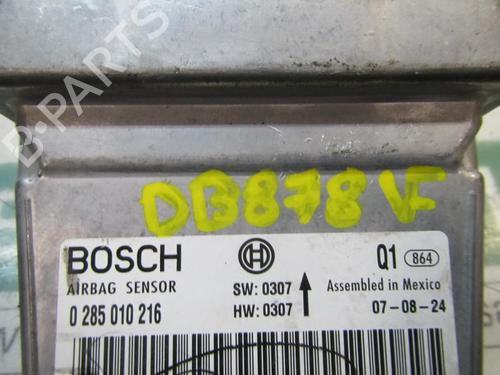 B-PARTS
DB878 VF
BOSCH
Q1 864
AIRBAG SENSOR
SW: 0307
Assembled in Mexico
0 285 010 216
HW: 0307
07-08-24